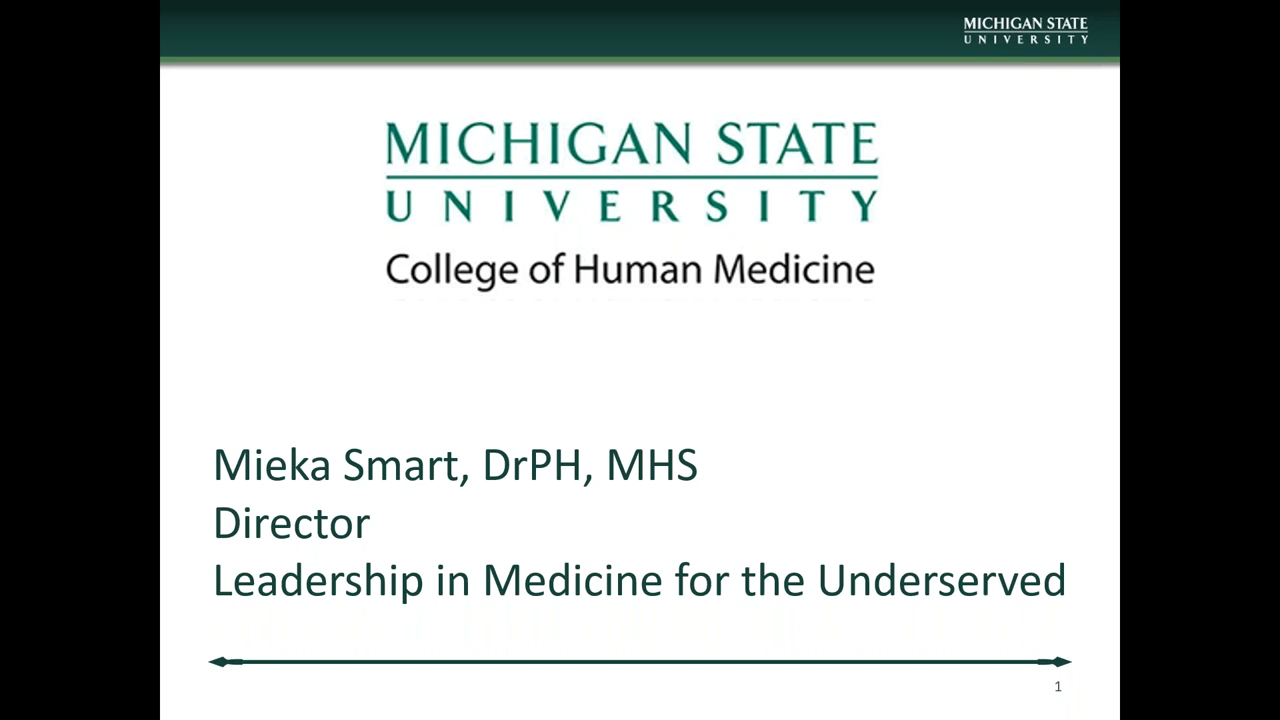 MICHIGAN STATE
UNIVERSITY
MICHIGAN STATE
UNIVERSITY
College of Human Medicine
Mieka Smart, DrPH, MHS
Director
Leadership in Medicine for the Underserved
1